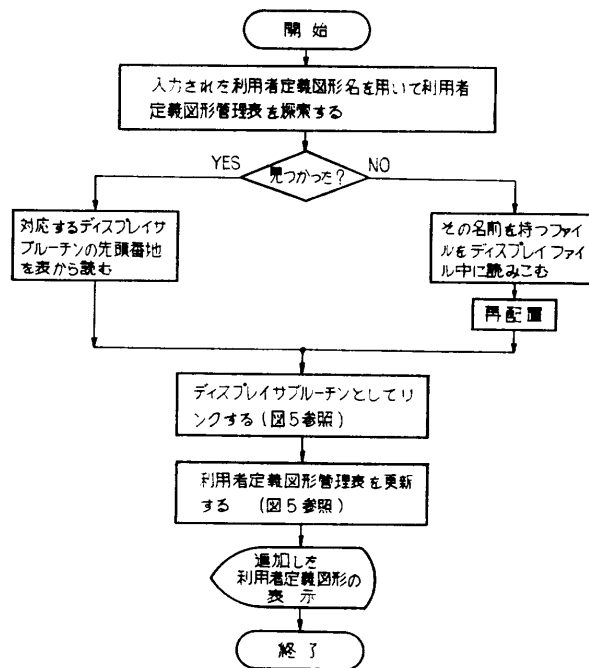 開始
入力された利用者定義図形名を用いて利用者
定義図形管理表を探索する
YES
見つかった？
NO
対応するディスプレイサ
ブルーチンの先頭番地
を表から読む
その名前を持つファイ
ルをディスプレイファイ
ル中に読みこむ
再配置
ディスプレイサブルーチンとしてリ
ンクする（図5参照）
利用者定義図形管理表を更新
する （図5参照）
追加した
利用者定義図形の
表示
終了